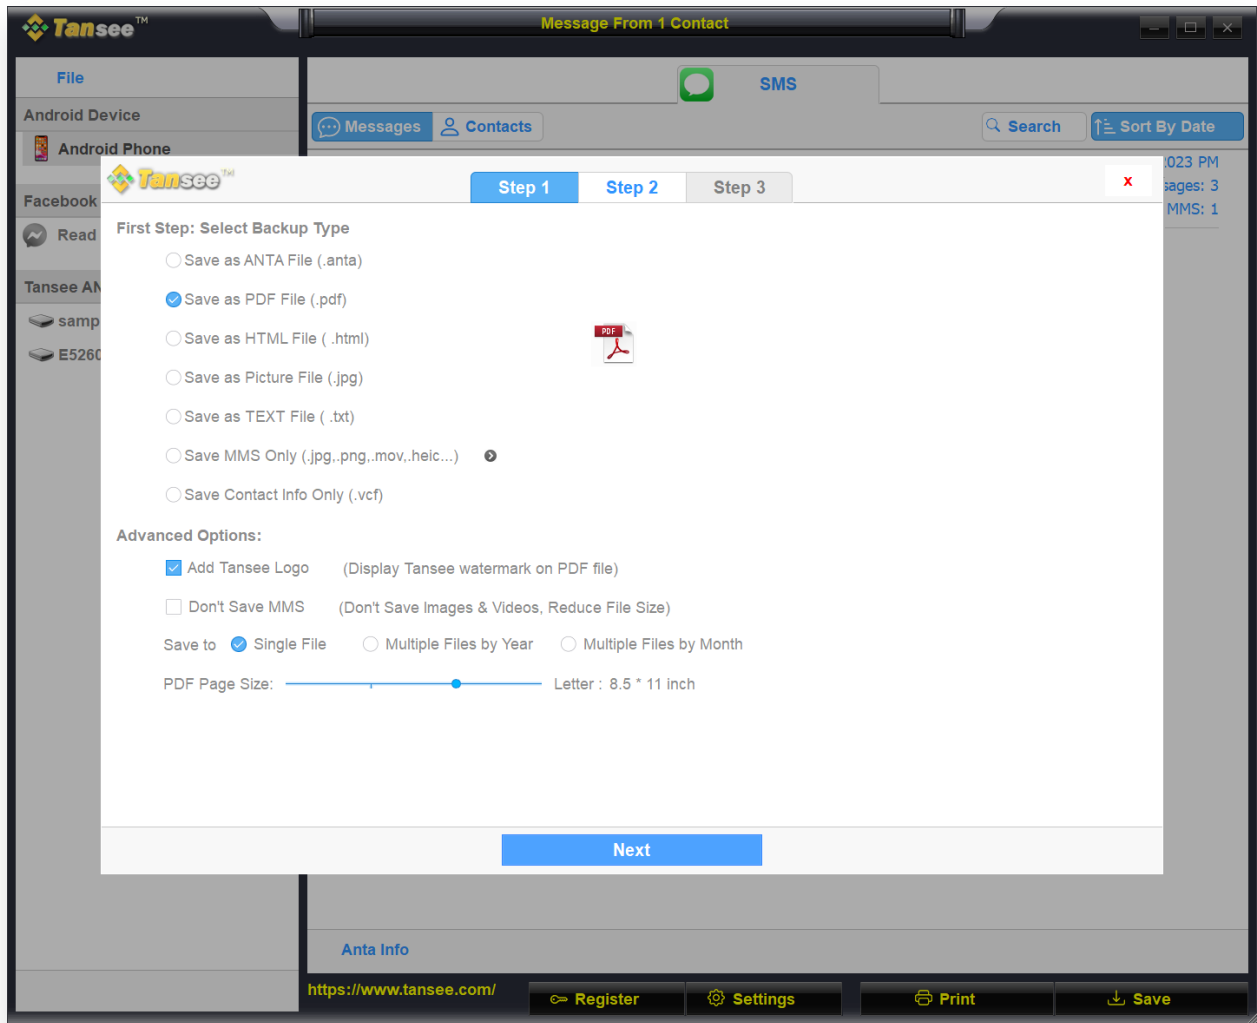 Tansee™
Message From 1 Contact
File
SMS
Android Device
Messages
Contacts
Search
Sort By Date
Android Phone
023 PM
Tansee™
Step 1
Step 2
Step 3
x
sages: 3
Facebook
MMS: 1
First Step: Select Backup Type
Read
Save as ANTA File (.anta)
Tansee AN
Save as PDF File (.pdf)
samp
PDF
Save as HTML File ( .html)
E5260
Save as Picture File (.jpg)
Save as TEXT File ( .txt)
Save MMS Only (.jpg,.png,.mov,.heic...)
Save Contact Info Only (.vcf)
Advanced Options:
Add Tansee Logo (Display Tansee watermark on PDF file)
Don't Save MMS (Don't Save Images & Videos, Reduce File Size)
Save to Single File Multiple Files by Year Multiple Files by Month
PDF Page Size: Letter : 8.5 * 11 inch
Next
Anta Info
https://www.tansee.com/
Register
Settings
Print
Save